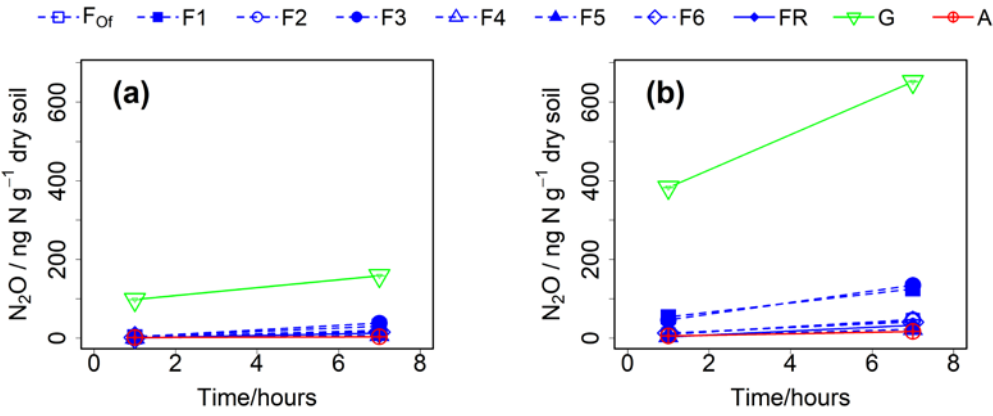 F_Of F1 F2 F3 F4 F5 F6 FR G A
(a)
N₂O / ng N g⁻¹ dry soil
600
400
200
0
0 2 4 6 8
Time/hours
(b)
N₂O / ng N g⁻¹ dry soil
600
400
200
0
0 2 4 6 8
Time/hours